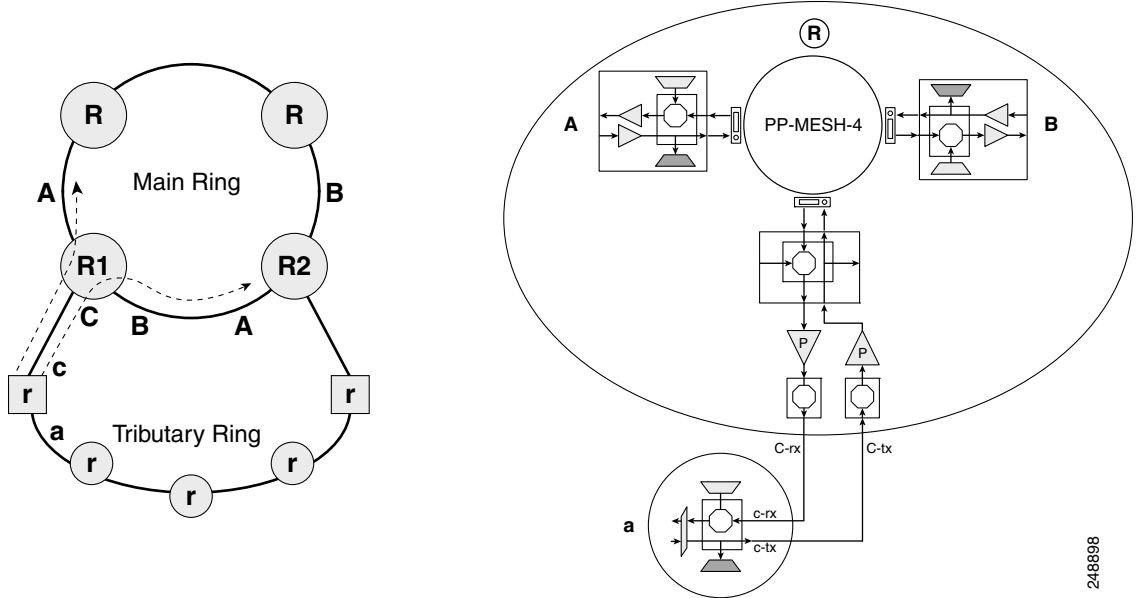 R
R
A
Main Ring
B
R1
R2
C
B
A
c
r
r
a
Tributary Ring
r
r
r
R
A
PP-MESH-4
B
P
P
C-rx
C-tx
a
c-rx
c-tx
248898